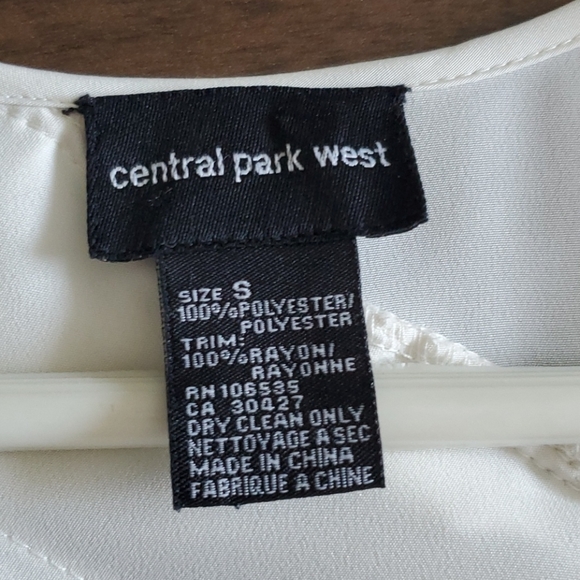 central park west
SIZE S
100% POLYESTER/
POLYESTER
TRIM:
100% RAYON/
RAYONNE
RN 106535
CA 30427
DRY CLEAN ONLY
NETTOYAGE A SEC
MADE IN CHINA
FABRIQUE A CHINE